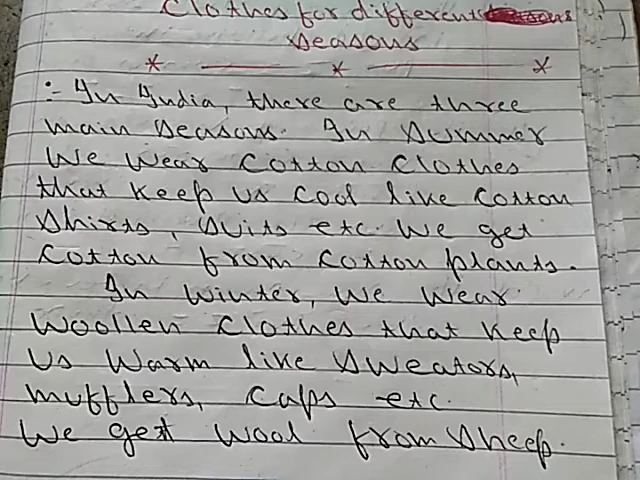 Clothes for different
Seasons
:- In India, there are three
main seasons. In Summer
We wear cotton clothes
that keep us cool like cotton
shirts, suits etc. We get
cotton from cotton plants.
In winter, we wear
woollen clothes that keep
us warm like sweators,
mufflers, caps etc.
We get wool from sheep.